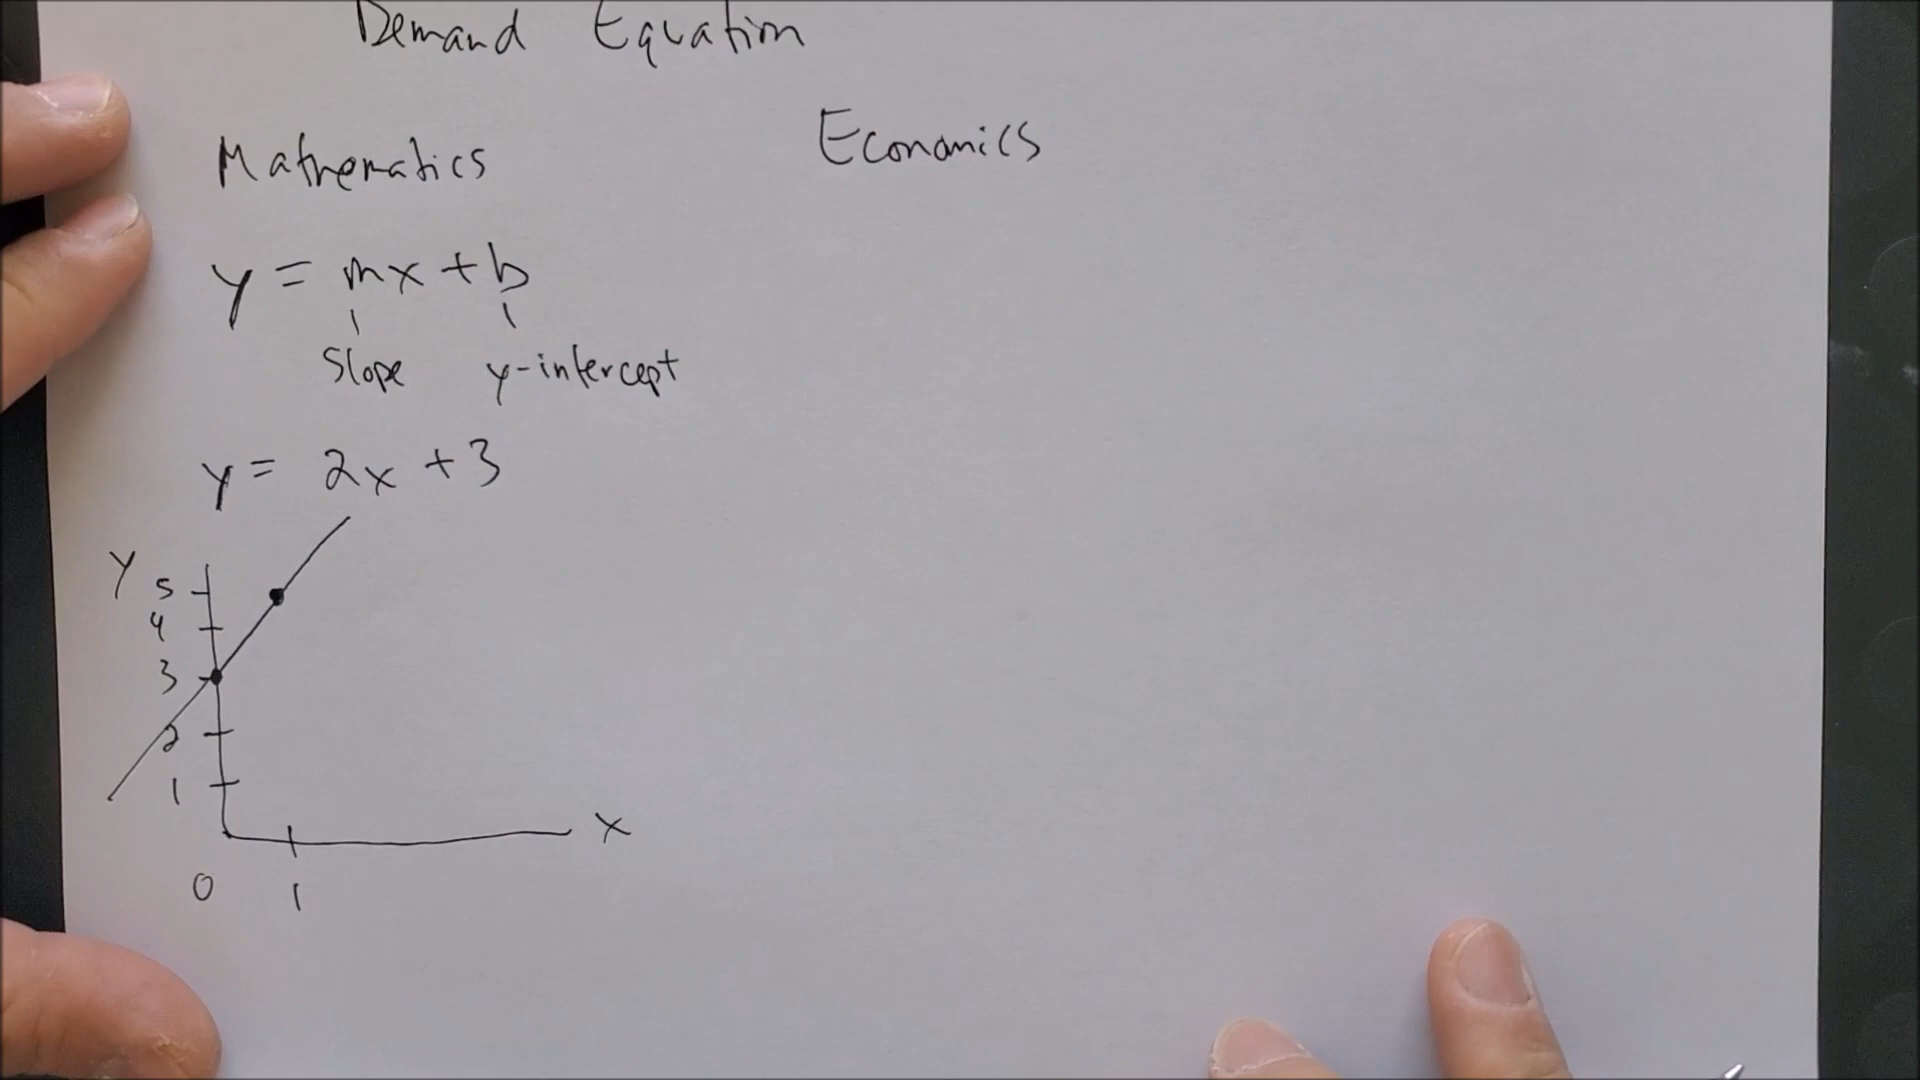 Demand Equation
Mathematics
Economics
y = mx + b
Slope y-intercept
y = 2x + 3
Y
5
4
3
2
1
X
0 1